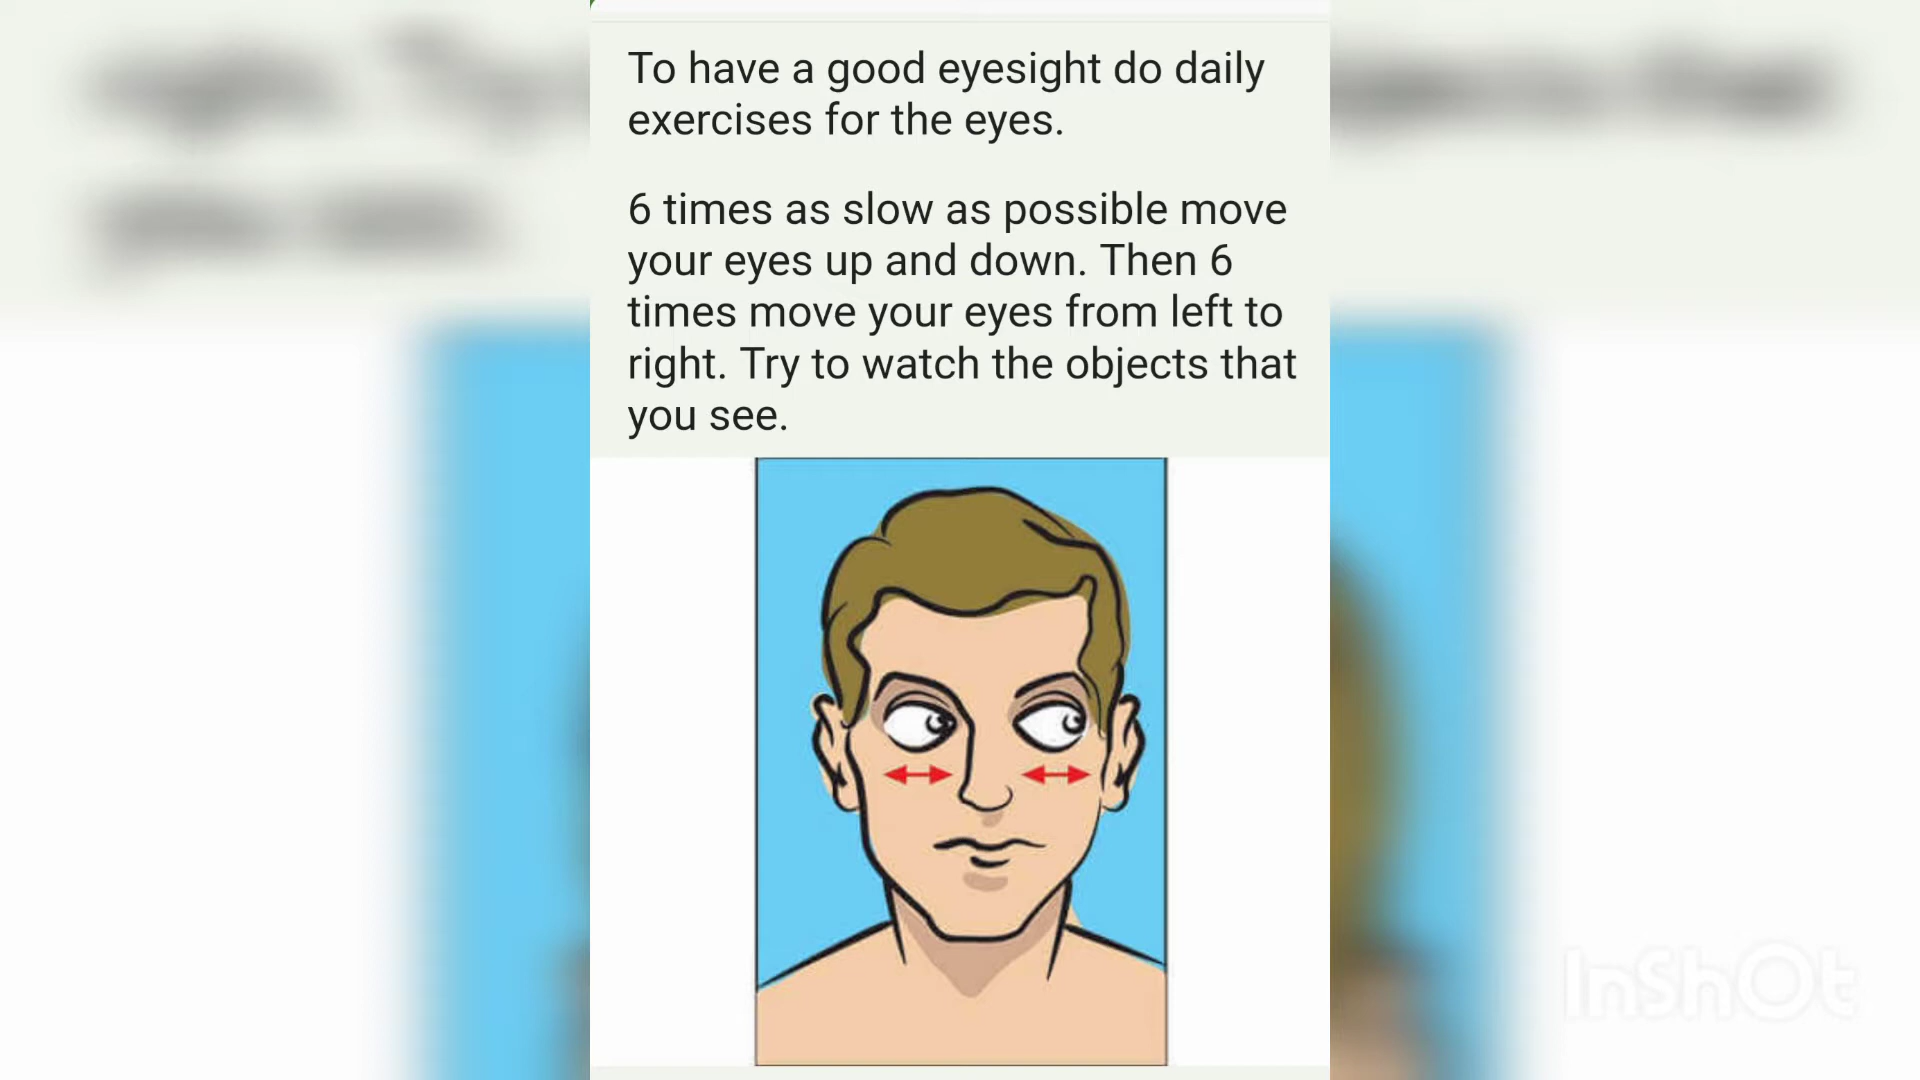 To have a good eyesight do daily
exercises for the eyes.
6 times as slow as possible move
your eyes up and down. Then 6
times move your eyes from left to
right. Try to watch the objects that
you see.
InShOt